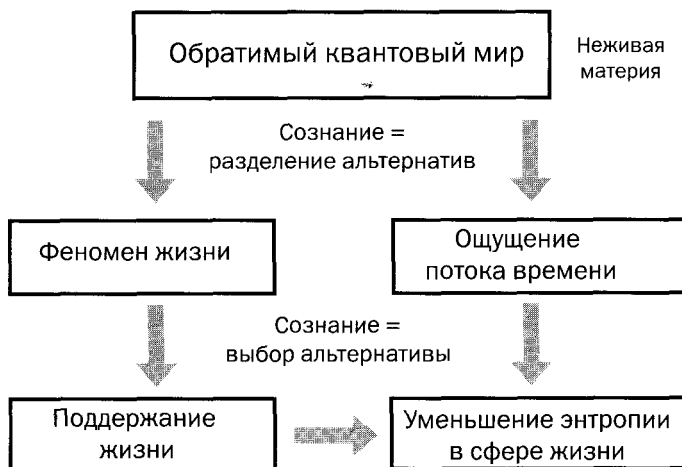 Обратимый квантовый мир
Неживая
материя
Сознание =
разделение альтернатив
Феномен жизни
Ощущение
потока времени
Сознание =
выбор альтернативы
Поддержание
жизни
Уменьшение энтропии
в сфере жизни